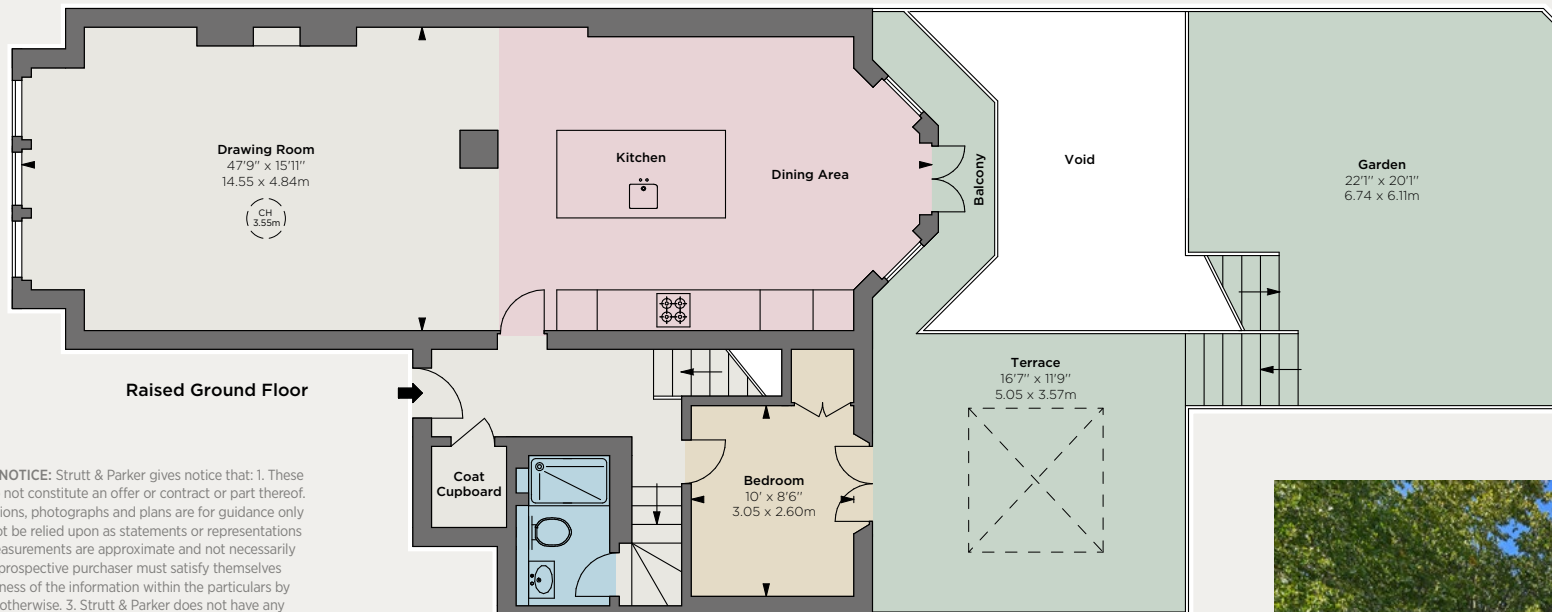 Drawing Room
47'9" x 15'11"
14.55 x 4.84m
CH
3.55m
Kitchen
Dining Area
Balcony
Void
Garden
22'1" x 20'1"
6.74 x 6.11m
Raised Ground Floor
Terrace
16'7" x 11'9"
5.05 x 3.57m
Coat
Cupboard
Bedroom
10' x 8'6"
3.05 x 2.60m
NOTICE: Strutt & Parker gives notice that: 1. These
not constitute an offer or contract or part thereof.
ions, photographs and plans are for guidance only
t be relied upon as statements or representations
easurements are approximate and not necessarily
prospective purchaser must satisfy themselves
ness of the information within the particulars by
otherwise. 3. Strutt & Parker does not have any